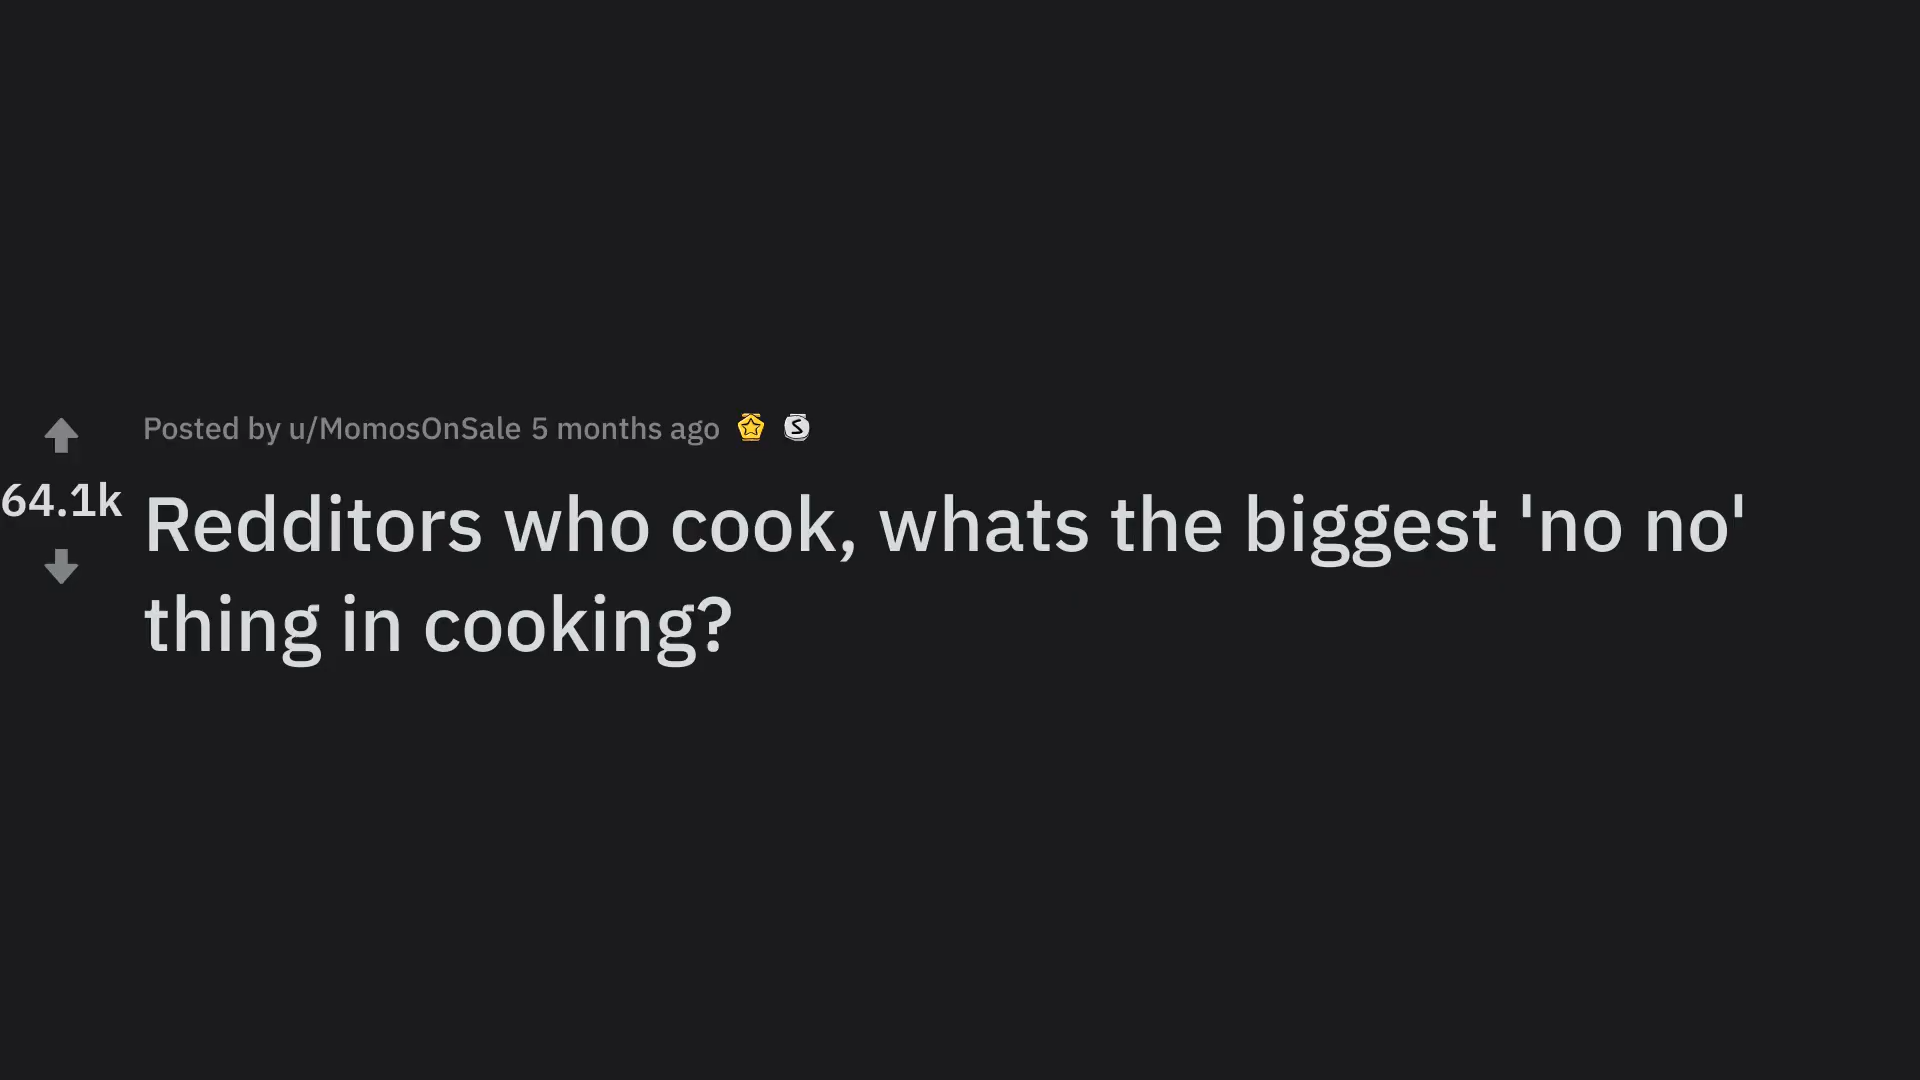 Posted by u/MomosOnSale 5 months ago
64.1k
Redditors who cook, whats the biggest 'no no'
thing in cooking?